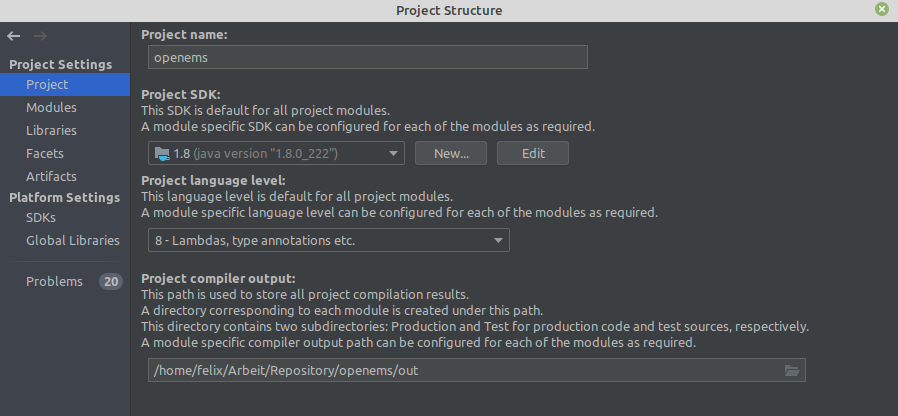 Project Structure
Project Settings
Project
Modules
Libraries
Facets
Artifacts
Platform Settings
SDKs
Global Libraries
Problems 20
Project name:
openems
Project SDK:
This SDK is default for all project modules.
A module specific SDK can be configured for each of the modules as required.
1.8 (java version "1.8.0_222") New... Edit
Project language level:
This language level is default for all project modules.
A module specific language level can be configured for each of the modules as required.
8 - Lambdas, type annotations etc.
Project compiler output:
This path is used to store all project compilation results.
A directory corresponding to each module is created under this path.
This directory contains two subdirectories: Production and Test for production code and test sources, respectively.
A module specific compiler output path can be configured for each of the modules as required.
/home/felix/Arbeit/Repository/openems/out